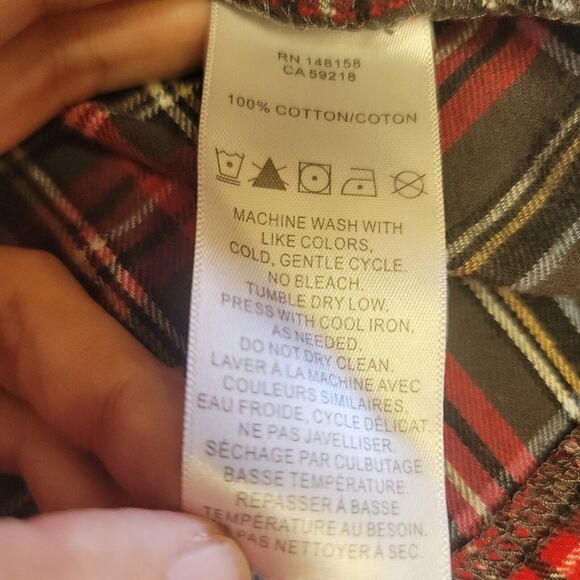 RN 148158
CA 59218
100% COTTON/COTON
MACHINE WASH WITH
LIKE COLORS,
COLD, GENTLE CYCLE.
NO BLEACH.
TUMBLE DRY LOW.
PRESS WITH COOL IRON.
AS NEEDED.
DO NOT DRY CLEAN.
LAVER À LA MACHINE AVEC
COULEURS SIMILAIRES,
EAU FROIDE, CYCLE DÉLICAT.
NE PAS JAVELLISER.
SÉCHAGE PAR CULBUTAGE
BASSE TEMPÉRATURE.
REPASSER À BASSE
TEMPÉRATURE AU BESOIN.
PAS NETTOYER À SEC.